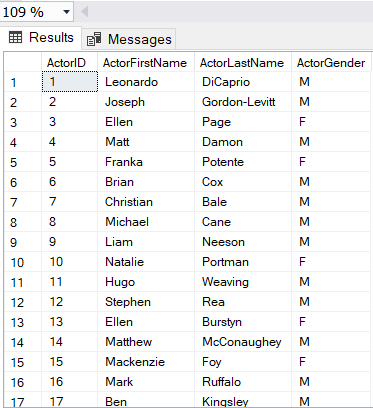 109 %
Results Messages
ActorID ActorFirstName ActorLastName ActorGender
1 1 Leonardo DiCaprio M
2 2 Joseph Gordon-Levitt M
3 3 Ellen Page F
4 4 Matt Damon M
5 5 Franka Potente F
6 6 Brian Cox M
7 7 Christian Bale M
8 8 Michael Cane M
9 9 Liam Neeson M
10 10 Natalie Portman F
11 11 Hugo Weaving M
12 12 Stephen Rea M
13 13 Ellen Burstyn F
14 14 Matthew McConaughey M
15 15 Mackenzie Foy F
16 16 Mark Ruffalo M
17 17 Ben Kingsley M